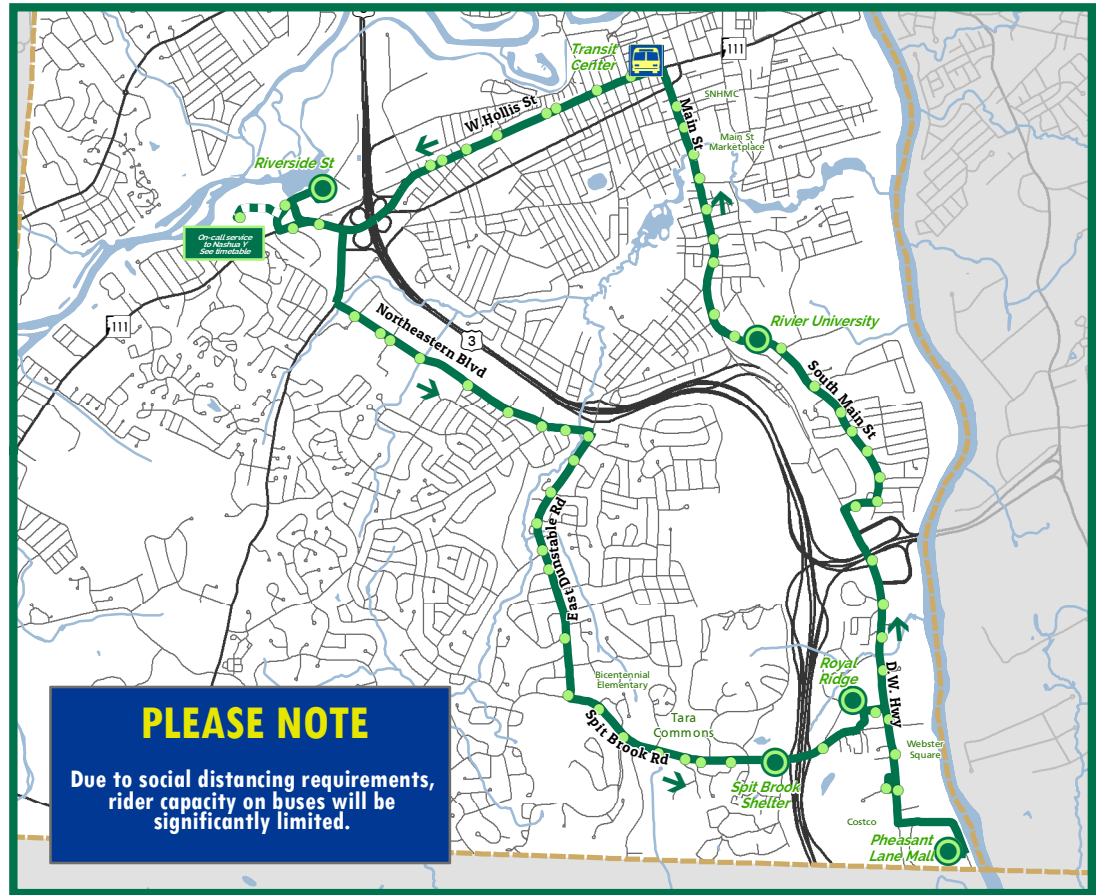 Transit
Center
111
SNHMC
Main St
W Hollis St
Main St
Marketplace
Riverside St
On-call service
to Nashua Y
See timetable
111
Northeastern Blvd
3
Rivier University
South Main St
East Dunstable Rd
Bicentennial
Elementary
Royal
Ridge
D.W. Hwy
Tara
Commons
Spit Brook Rd
Webster
Square
Spit Brook
Shelter
Costco
Pheasant
Lane Mall
PLEASE NOTE
Due to social distancing requirements,
rider capacity on buses will be
significantly limited.